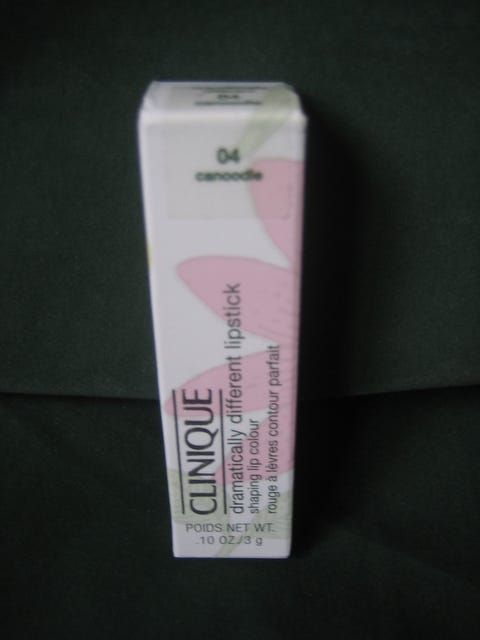 04
canoodle
CLINIQUE
dramatically different lipstick
shaping lip colour
rouge à lèvres contour parfait
POIDS NET WT.
.10 OZ./3 g